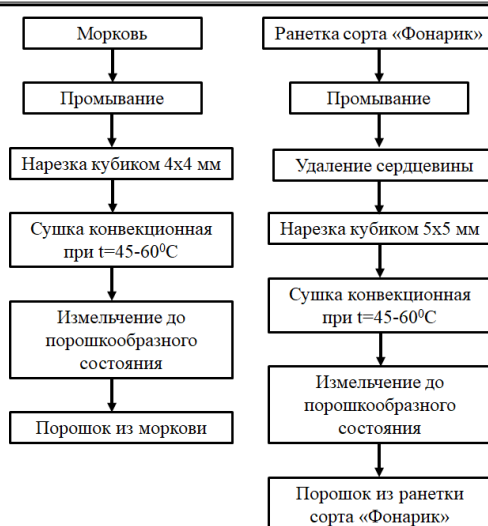 Морковь
Промывание
Нарезка кубиком 4х4 мм
Сушка конвекционная
при t=45-60⁰С
Измельчение до
порошкообразного
состояния
Порошок из моркови
Ранетка сорта «Фонарик»
Промывание
Удаление сердцевины
Нарезка кубиком 5х5 мм
Сушка конвекционная
при t=45-60⁰С
Измельчение до
порошкообразного
состояния
Порошок из ранетки
сорта «Фонарик»